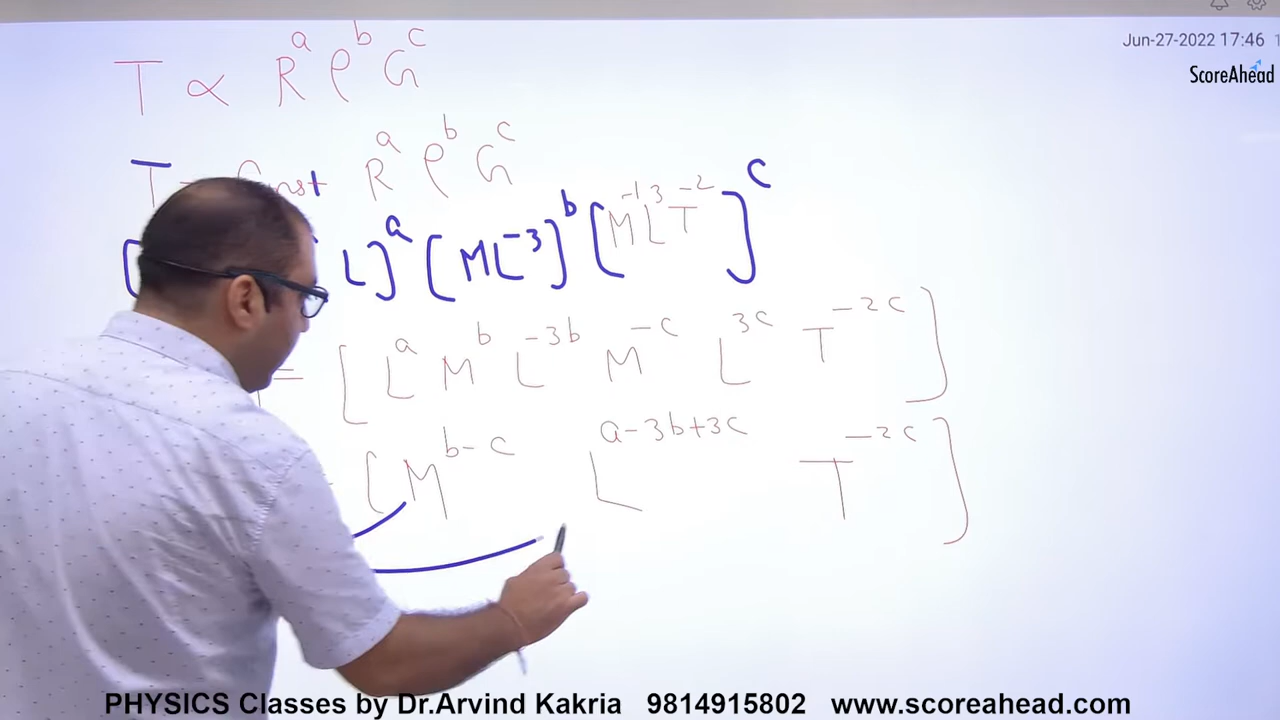 Jun-27-2022 17:46
ScoreAhead
T ∝ R^a ρ^b G^c
T = Const R^a ρ^b G^c
[ L]^a [ML^-3]^b [M^-1 L^3 T^-2]^c
= [L^a M^b L^-3b M^-c L^3c T^-2c]
[M^b-c L^a-3b+3c T^-2c]
PHYSICS Classes by Dr.Arvind Kakria 9814915802 www.scoreahead.com